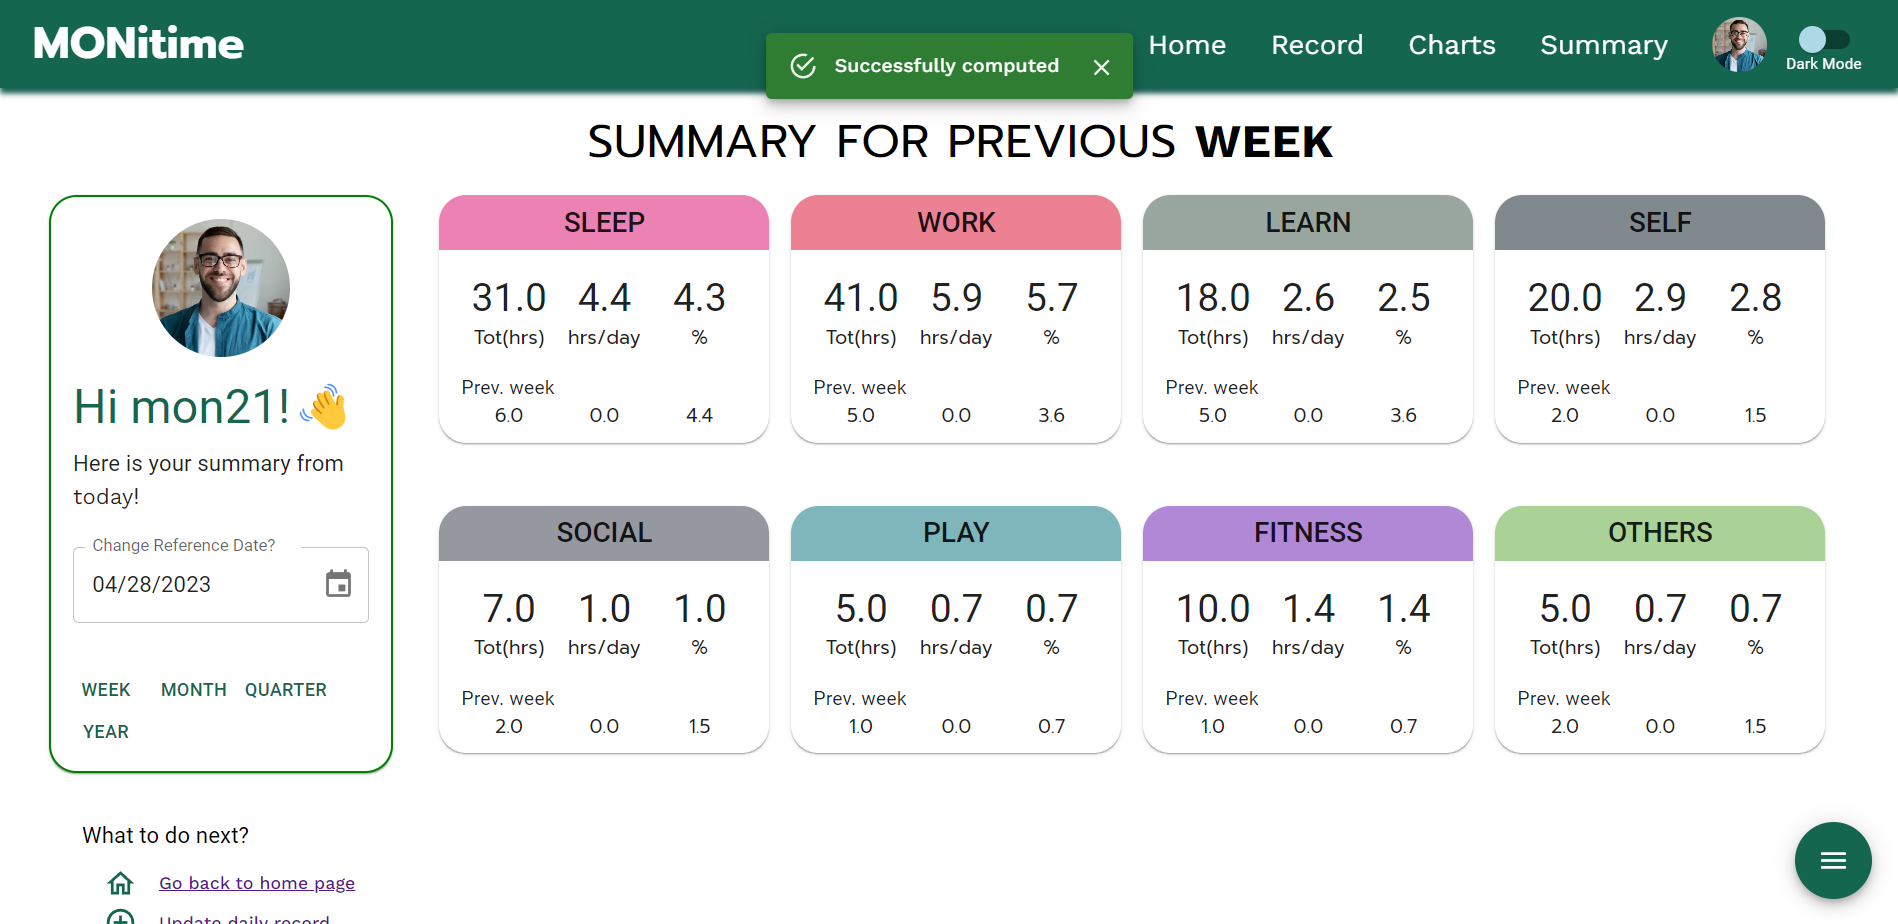 MONitime
Successfully computed
Home Record Charts Summary
Dark Mode
SUMMARY FOR PREVIOUS WEEK
Hi mon21!
Here is your summary from
today!
Change Reference Date?
04/28/2023
WEEK MONTH QUARTER
YEAR
What to do next?
Go back to home page
Update daily record
SLEEP
31.0 4.4 4.3
Tot(hrs) hrs/day %
Prev. week
6.0 0.0 4.4
WORK
41.0 5.9 5.7
Tot(hrs) hrs/day %
Prev. week
5.0 0.0 3.6
LEARN
18.0 2.6 2.5
Tot(hrs) hrs/day %
Prev. week
5.0 0.0 3.6
SELF
20.0 2.9 2.8
Tot(hrs) hrs/day %
Prev. week
2.0 0.0 1.5
SOCIAL
7.0 1.0 1.0
Tot(hrs) hrs/day %
Prev. week
2.0 0.0 1.5
PLAY
5.0 0.7 0.7
Tot(hrs) hrs/day %
Prev. week
1.0 0.0 0.7
FITNESS
10.0 1.4 1.4
Tot(hrs) hrs/day %
Prev. week
1.0 0.0 0.7
OTHERS
5.0 0.7 0.7
Tot(hrs) hrs/day %
Prev. week
2.0 0.0 1.5